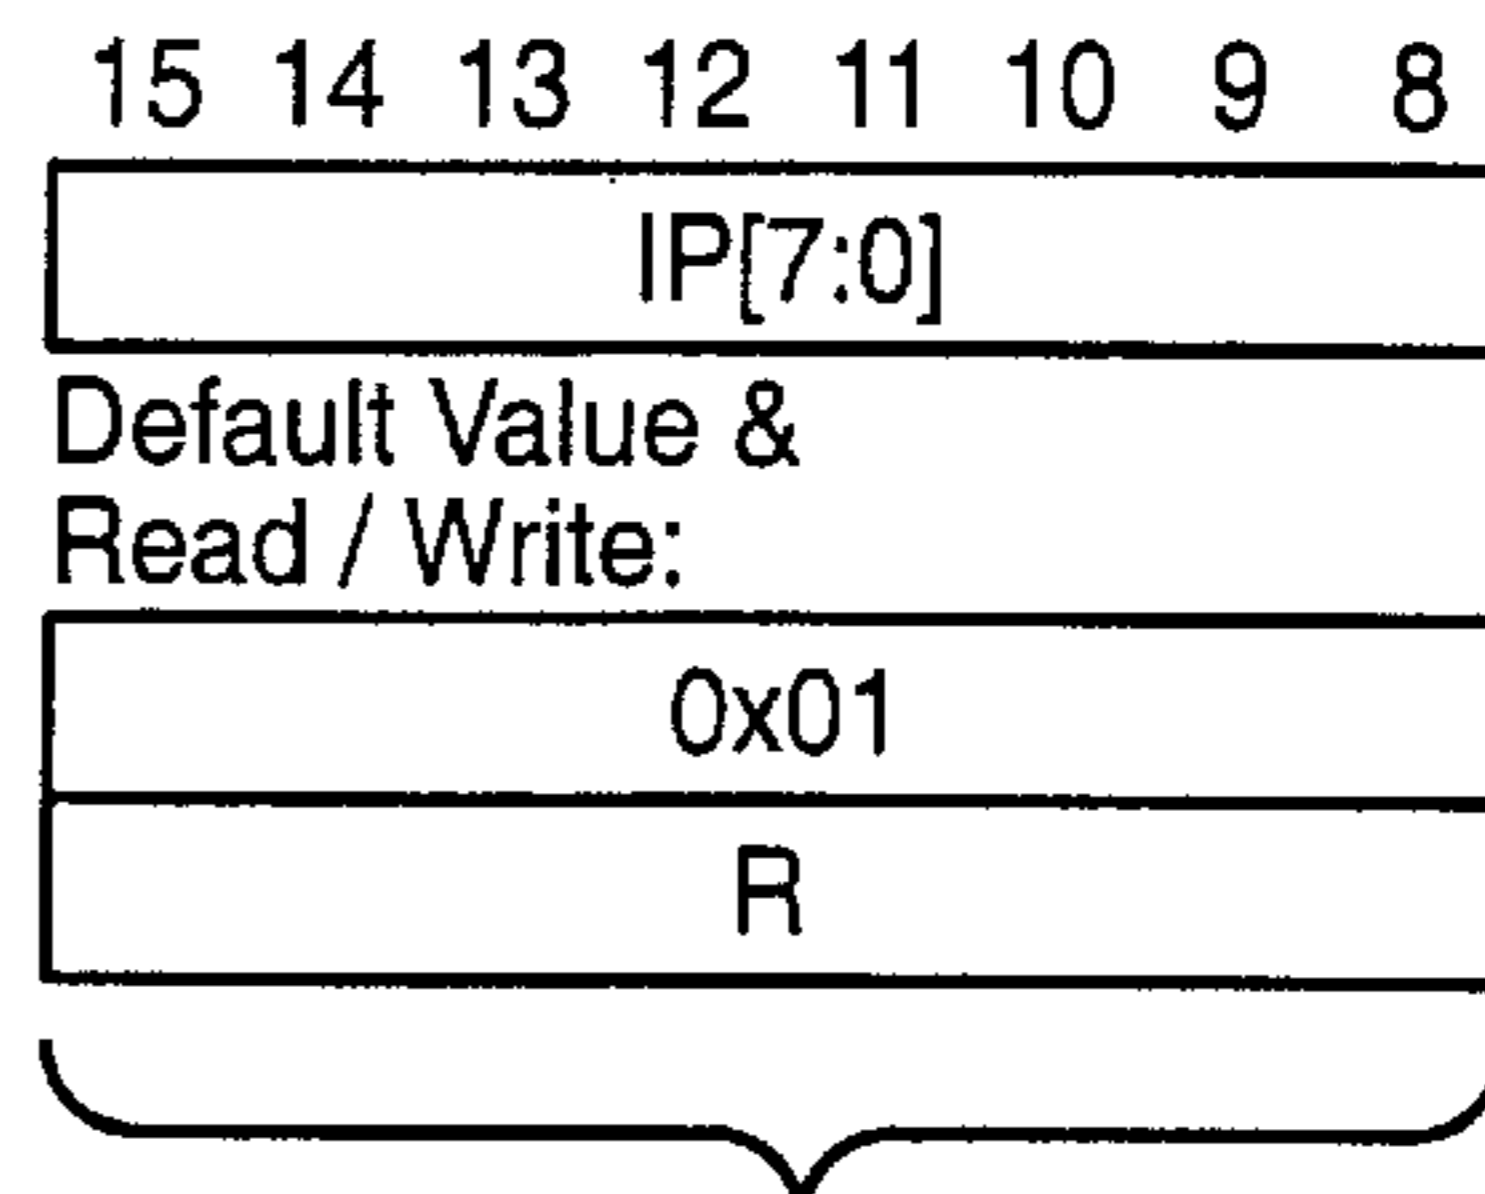 15 14 13 12 11 10 9 8
IP[7:0]
Default Value &
Read / Write:
0x01
R